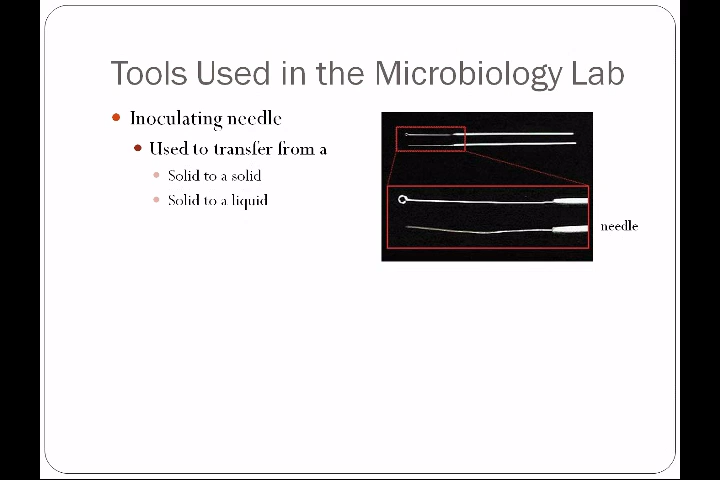 Tools Used in the Microbiology Lab
Inoculating needle
Used to transfer from a
Solid to a solid
Solid to a liquid
needle